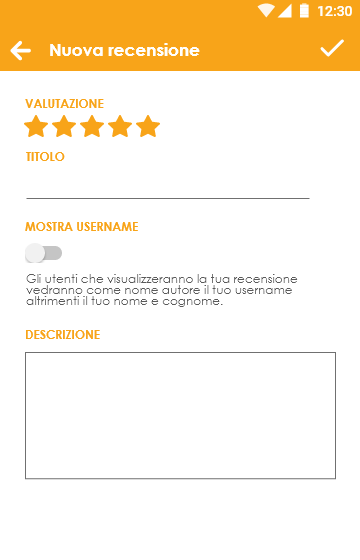 12:30
Nuova recensione
VALUTAZIONE
TITOLO
MOSTRA USERNAME
Gli utenti che visualizzeranno la tua recensione
vedranno come nome autore il tuo username
altrimenti il tuo nome e cognome.
DESCRIZIONE